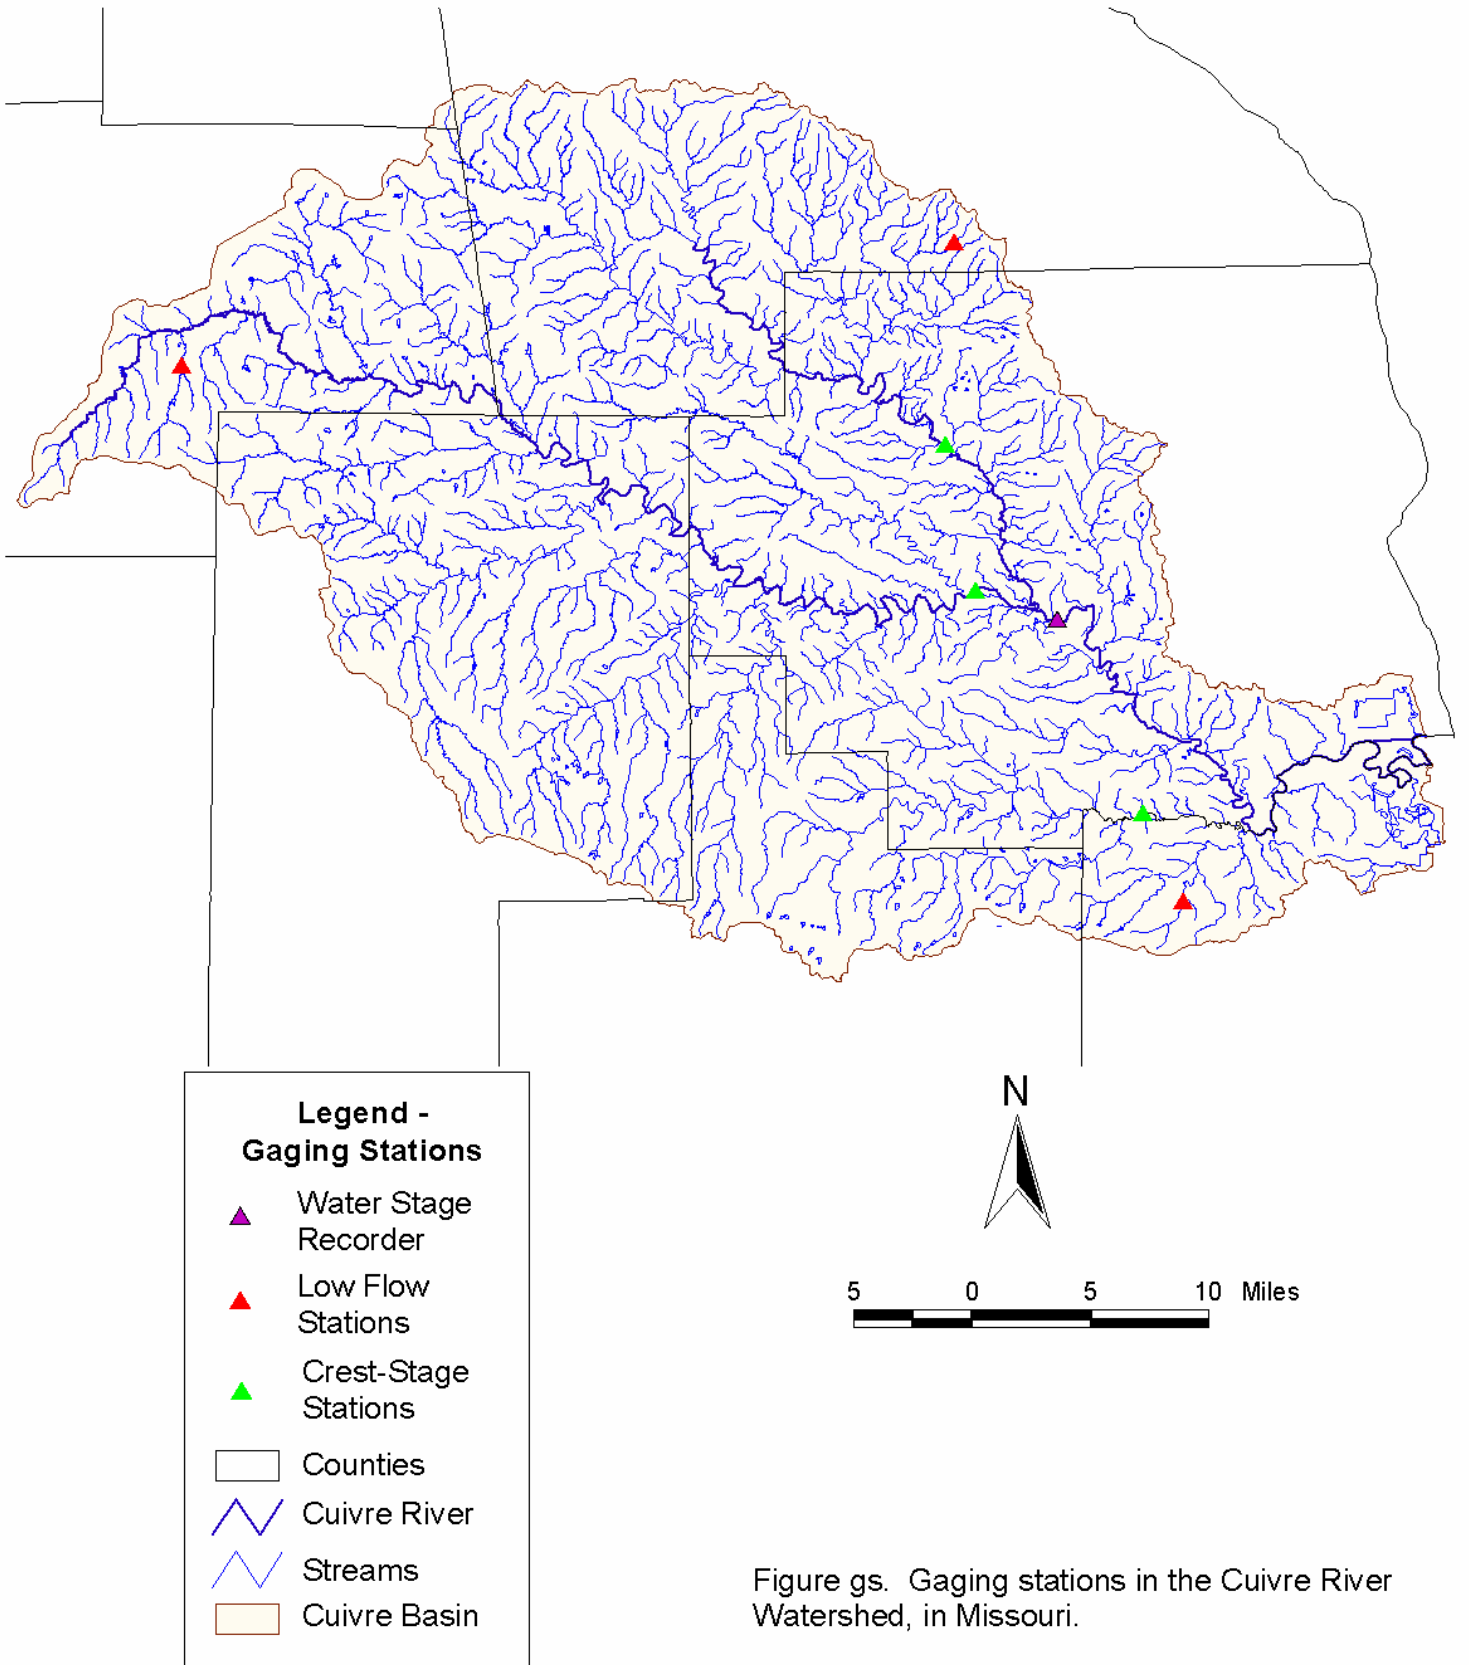 Legend -
Gaging Stations
Water Stage
Recorder
Low Flow
Stations
Crest-Stage
Stations
Counties
Cuivre River
Streams
Cuivre Basin
N
5 0 5 10 Miles
Figure gs. Gaging stations in the Cuivre River
Watershed, in Missouri.